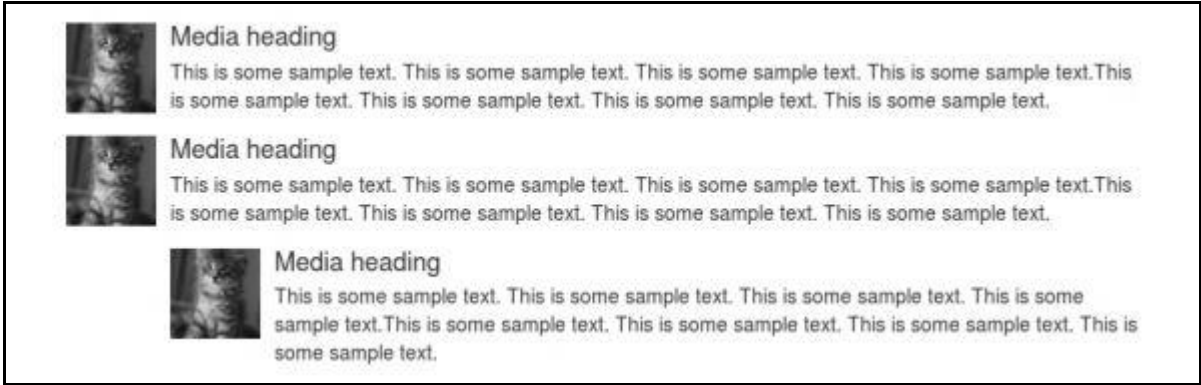 Media heading
This is some sample text. This is some sample text. This is some sample text. This is some sample text.This
is some sample text. This is some sample text. This is some sample text. This is some sample text.
Media heading
This is some sample text. This is some sample text. This is some sample text. This is some sample text.This
is some sample text. This is some sample text. This is some sample text. This is some sample text.
Media heading
This is some sample text. This is some sample text. This is some sample text. This is some
sample text.This is some sample text. This is some sample text. This is some sample text. This is
some sample text.